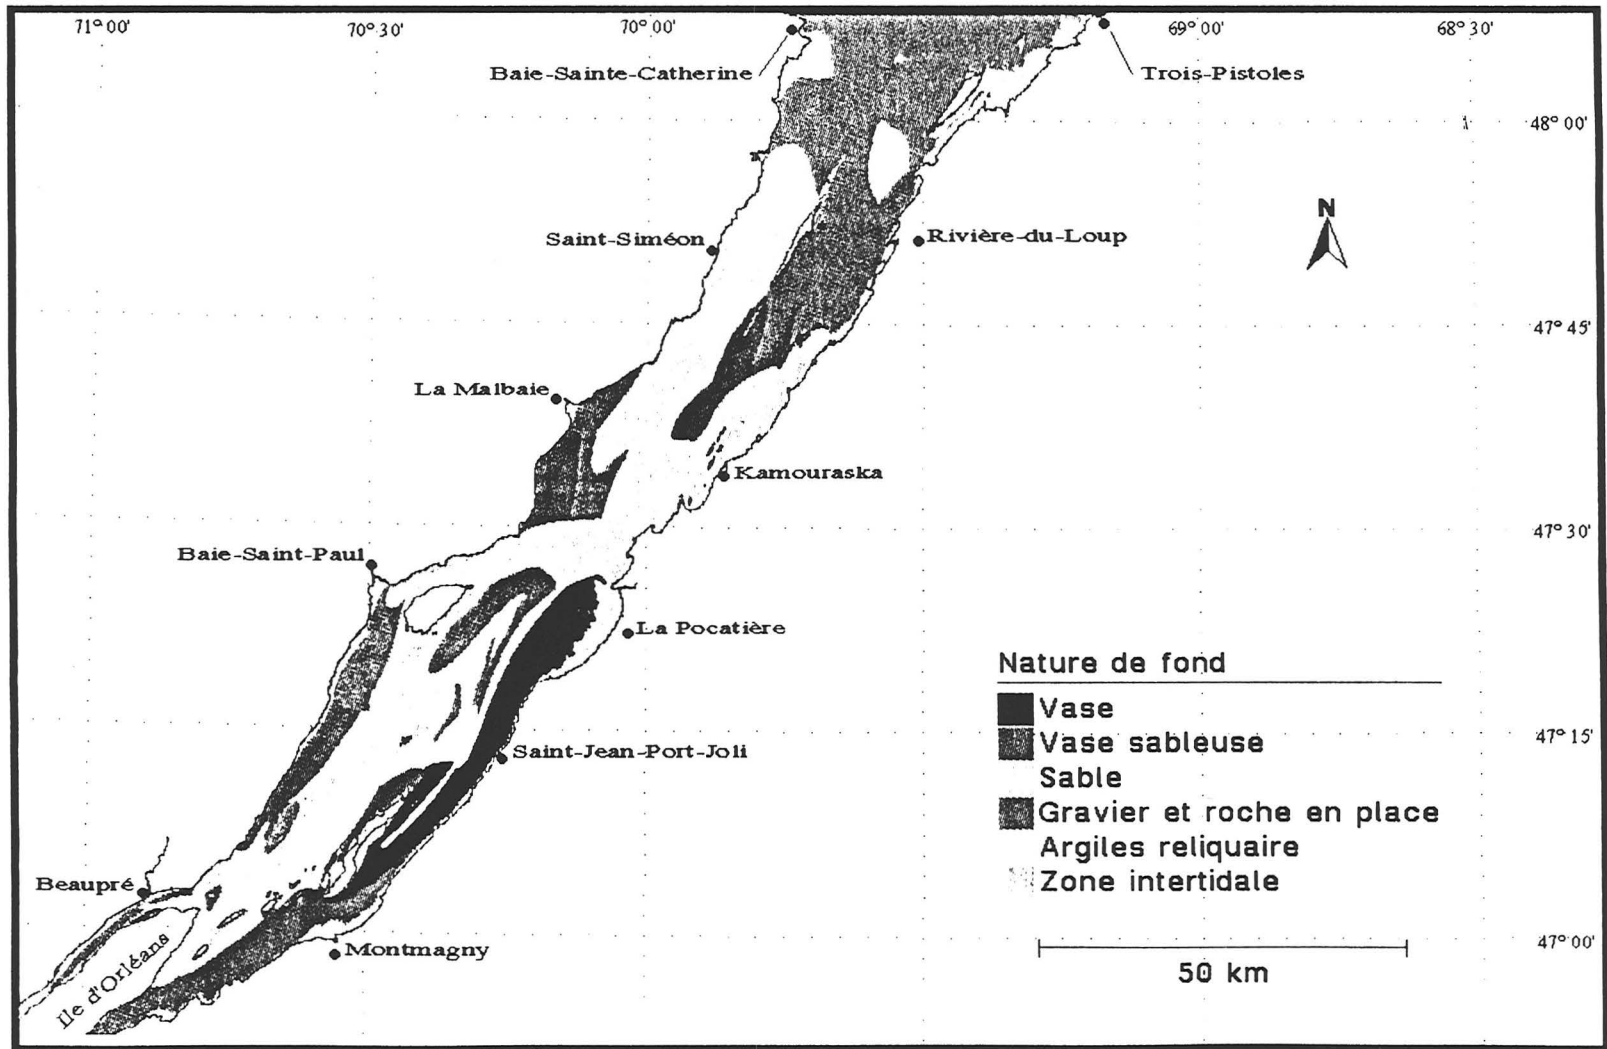 71° 00'
70° 30'
70° 00'
69° 00'
68° 30'
Baie-Sainte-Catherine
Trois-Pistoles
48° 00'
N
Saint-Siméon
Rivière-du-Loup
47° 45'
La Malbaie
Kamouraska
47° 30'
Baie-Saint-Paul
La Pocatière
Nature de fond
Vase
47° 15'
Vase sableuse
Saint-Jean-Port-Joli
Sable
Gravier et roche en place
Argiles reliquaire
Zone intertidale
Beaupré
47° 00'
Montmagny
50 km
Ile d'Orléans